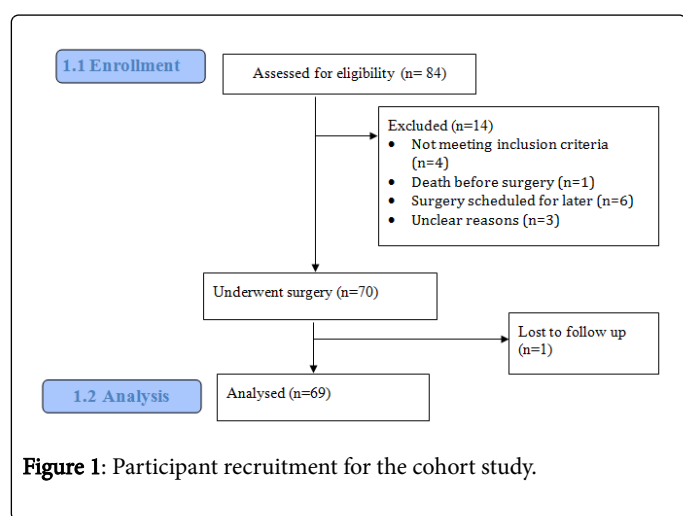 1.1 Enrollment
Assessed for eligibility (n= 84)
Excluded (n=14)
• Not meeting inclusion criteria
(n=4)
• Death before surgery (n=1)
• Surgery scheduled for later (n=6)
• Unclear reasons (n=3)
Underwent surgery (n=70)
Lost to follow up
(n=1)
1.2 Analysis
Analysed (n=69)
Figure 1: Participant recruitment for the cohort study.